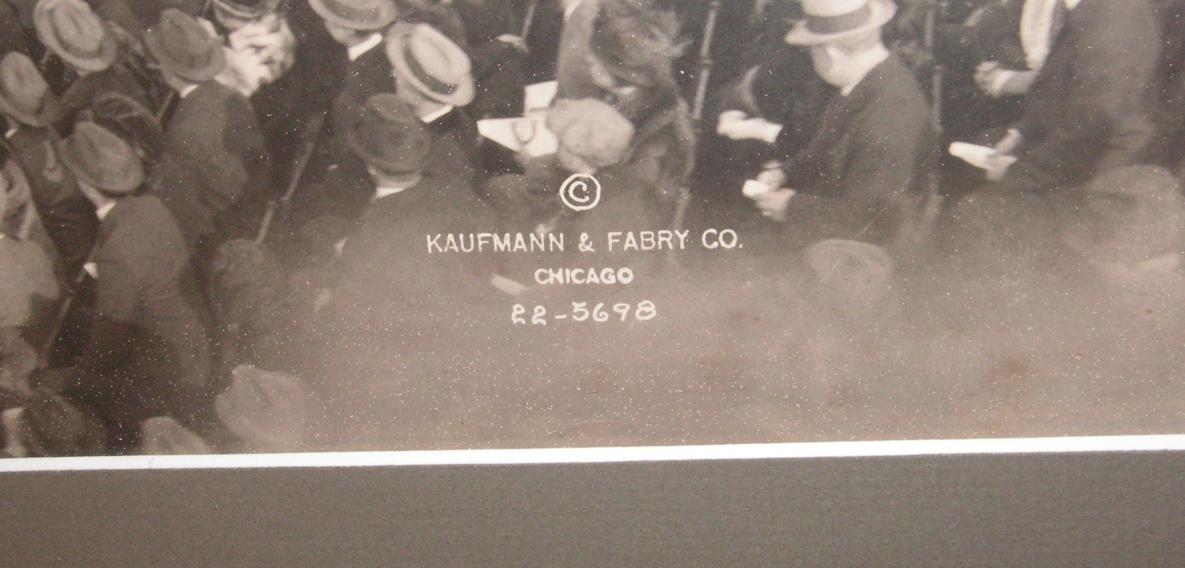 ©
KAUFMANN & FABRY CO.
CHICAGO
22-5698